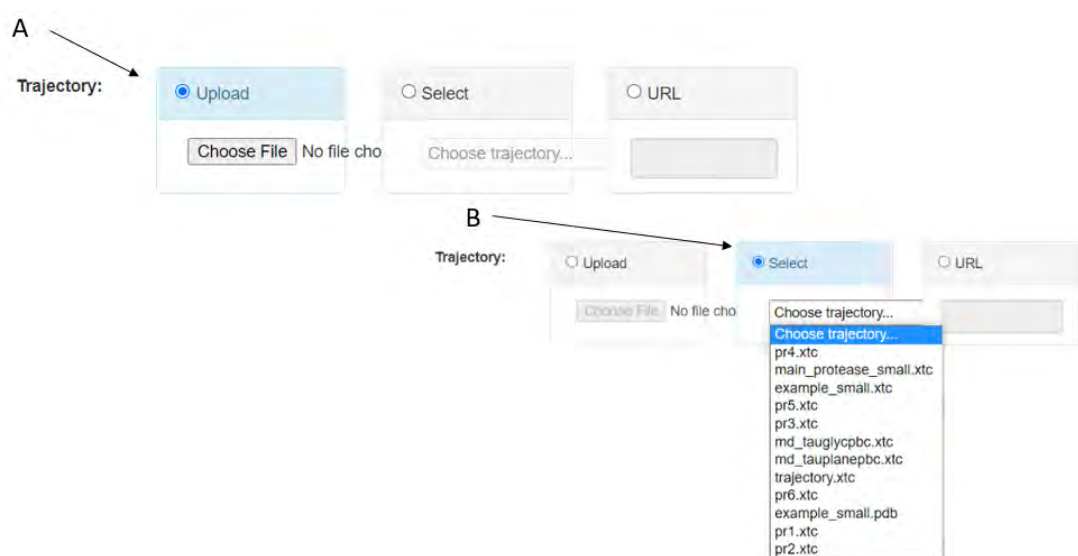 A
Trajectory:
Upload
Select
URL
Choose File No file cho
Choose trajectory...
B
Trajectory:
Upload
Select
URL
Choose File No file cho
Choose trajectory...
Choose trajectory...
pr4.xtc
main_protease_small.xtc
example_small.xtc
pr5.xtc
pr3.xtc
md_tauglycpbc.xtc
md_tauplanepbc.xtc
trajectory.xtc
pr6.xtc
example_small.pdb
pr1.xtc
pr2.xtc